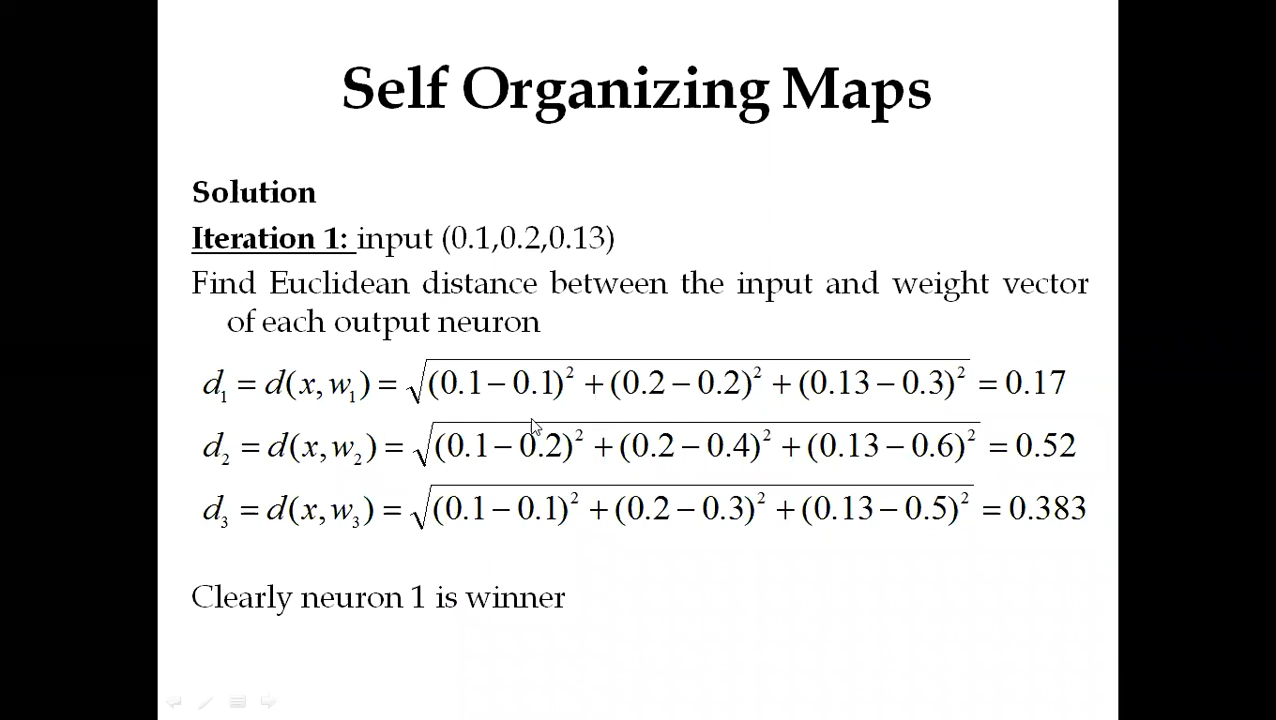 Self Organizing Maps
Solution
Iteration 1: input (0.1,0.2,0.13)
Find Euclidean distance between the input and weight vector
of each output neuron
d₁ = d(x, w₁) = √((0.1 − 0.1)² + (0.2 − 0.2)² + (0.13 − 0.3)²) = 0.17
d₂ = d(x, w₂) = √((0.1 − 0.2)² + (0.2 − 0.4)² + (0.13 − 0.6)²) = 0.52
d₃ = d(x, w₃) = √((0.1 − 0.1)² + (0.2 − 0.3)² + (0.13 − 0.5)²) = 0.383
Clearly neuron 1 is winner